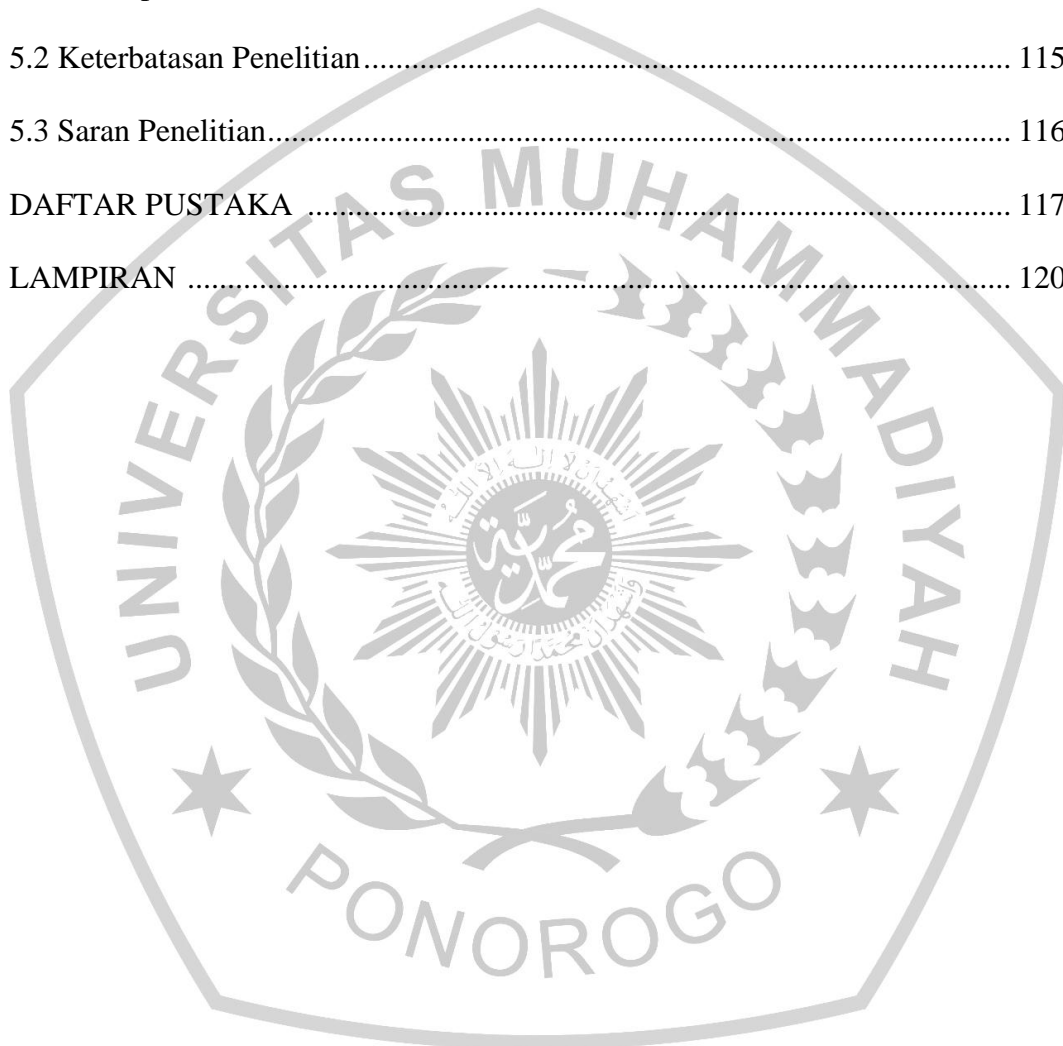 5.2 Keterbatasan Penelitian........................................................................................ 115
5.3 Saran Penelitian.................................................................................................... 116
DAFTAR PUSTAKA ............................................................................................... 117
LAMPIRAN .............................................................................................................. 120
UNIVERSITAS MUHAMMADIYAH
PONOROGO